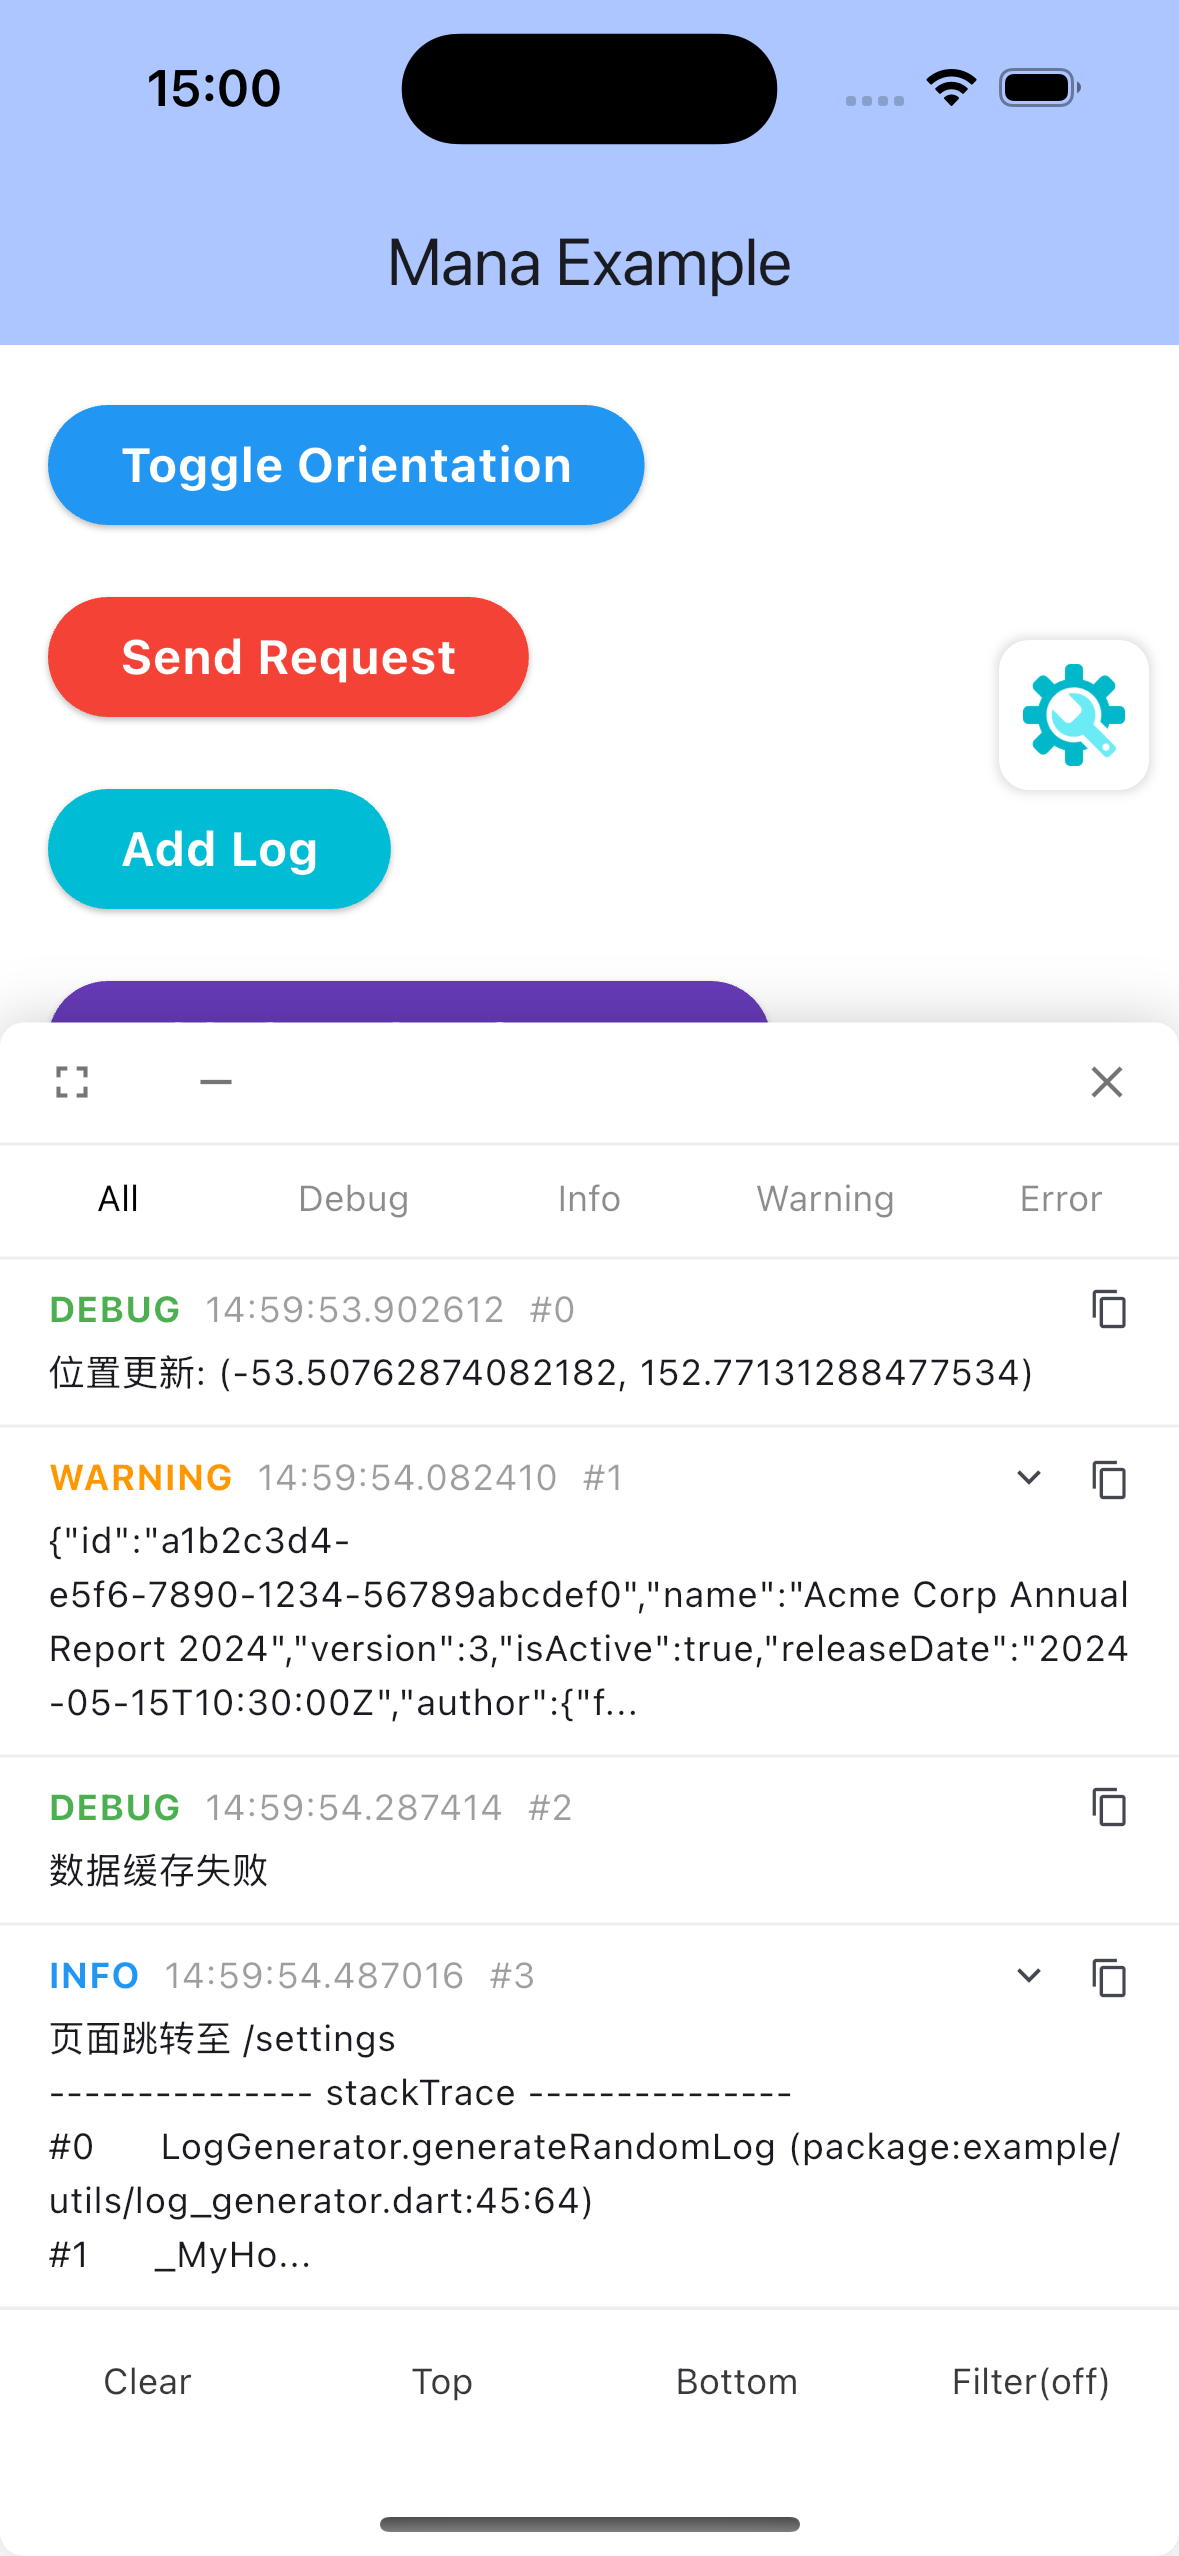 15:00
Mana Example
Toggle Orientation
Send Request
Add Log
All Debug Info Warning Error
DEBUG 14:59:53.902612 #0
位置更新: (-53.50762874082182, 152.77131288477534)
WARNING 14:59:54.082410 #1
{"id":"a1b2c3d4-
e5f6-7890-1234-56789abcdef0","name":"Acme Corp Annual
Report 2024","version":3,"isActive":true,"releaseDate":"2024
-05-15T10:30:00Z","author":{"f...
DEBUG 14:59:54.287414 #2
数据缓存失败
INFO 14:59:54.487016 #3
页面跳转至 /settings
--------------- stackTrace ---------------
#0 LogGenerator.generateRandomLog (package:example/
utils/log_generator.dart:45:64)
#1 _MyHo...
Clear Top Bottom Filter(off)